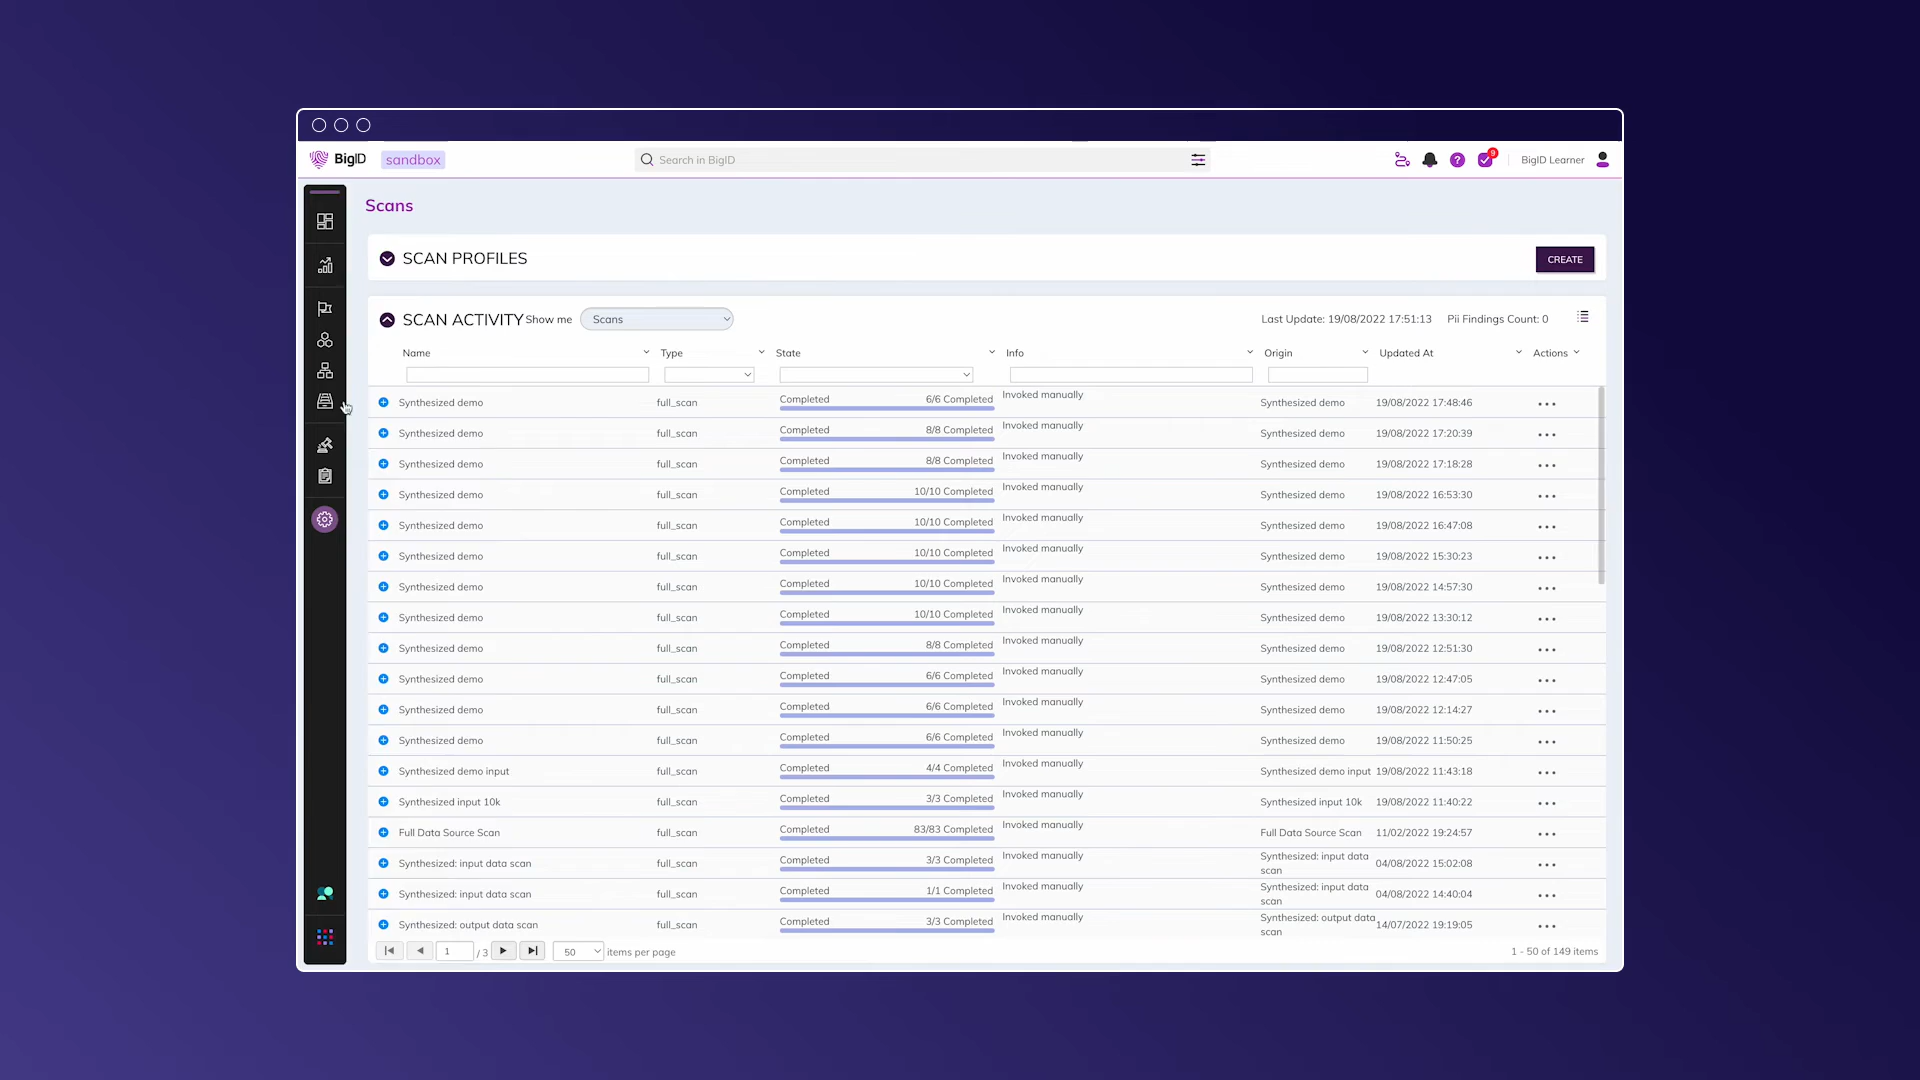 BigID sandbox Search in BigID ? 9 BigID Learner
Scans
SCAN PROFILES CREATE
SCAN ACTIVITY Show me Scans Last Update: 19/08/2022 17:51:13 Pii Findings Count: 0
Name Type State Info Origin Updated At Actions
Synthesized demo full_scan Completed 6/6 Completed Invoked manually Synthesized demo 19/08/2022 17:48:46
Synthesized demo full_scan Completed 8/8 Completed Invoked manually Synthesized demo 19/08/2022 17:20:39
Synthesized demo full_scan Completed 8/8 Completed Invoked manually Synthesized demo 19/08/2022 17:18:28
Synthesized demo full_scan Completed 10/10 Completed Invoked manually Synthesized demo 19/08/2022 16:53:30
Synthesized demo full_scan Completed 10/10 Completed Invoked manually Synthesized demo 19/08/2022 16:47:08
Synthesized demo full_scan Completed 10/10 Completed Invoked manually Synthesized demo 19/08/2022 15:30:23
Synthesized demo full_scan Completed 10/10 Completed Invoked manually Synthesized demo 19/08/2022 14:57:30
Synthesized demo full_scan Completed 10/10 Completed Invoked manually Synthesized demo 19/08/2022 13:30:12
Synthesized demo full_scan Completed 8/8 Completed Invoked manually Synthesized demo 19/08/2022 12:51:30
Synthesized demo full_scan Completed 6/6 Completed Invoked manually Synthesized demo 19/08/2022 12:47:05
Synthesized demo full_scan Completed 6/6 Completed Invoked manually Synthesized demo 19/08/2022 12:14:27
Synthesized demo full_scan Completed 6/6 Completed Invoked manually Synthesized demo 19/08/2022 11:50:25
Synthesized demo input full_scan Completed 4/4 Completed Invoked manually Synthesized demo input 19/08/2022 11:43:18
Synthesized input 10k full_scan Completed 3/3 Completed Invoked manually Synthesized input 10k 19/08/2022 11:40:22
Full Data Source Scan full_scan Completed 83/83 Completed Invoked manually Full Data Source Scan 11/02/2022 19:24:57
Synthesized: input data scan full_scan Completed 3/3 Completed Invoked manually Synthesized: input data scan 04/08/2022 15:02:08
Synthesized: input data scan full_scan Completed 1/1 Completed Invoked manually Synthesized: input data scan 04/08/2022 14:40:04
Synthesized: output data scan full_scan Completed 3/3 Completed Invoked manually Synthesized: output data scan 14/07/2022 19:19:05
1 / 3 50 items per page 1 - 50 of 149 items